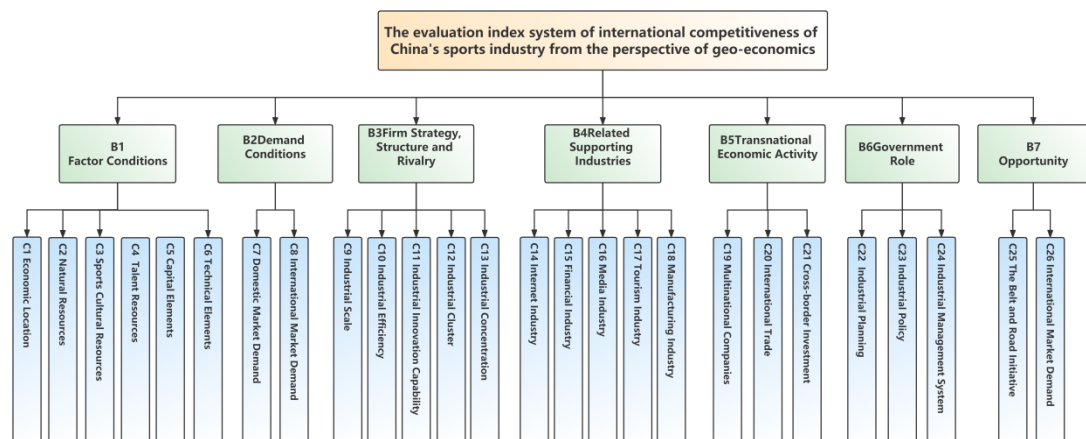 The evaluation index system of international competitiveness of
China's sports industry from the perspective of geo-economics
B1
Factor Conditions
B2Demand
Conditions
B3Firm Strategy,
Structure and
Rivalry
B4Related
Supporting
Industries
B5Transnational
Economic Activity
B6Government
Role
B7
Opportunity
C1 Economic Location
C2 Natural Resources
C3 Sports Cultural Resources
C4 Talent Resources
C5 Capital Elements
C6 Technical Elements
C7 Domestic Market Demand
C8 International Market Demand
C9 Industrial Scale
C10 Industrial Efficiency
C11 Industrial Innovation Capability
C12 Industrial Cluster
C13 Industrial Concentration
C14 Internet Industry
C15 Financial Industry
C16 Media Industry
C17 Tourism Industry
C18 Manufacturing Industry
C19 Multinational Companies
C20 International Trade
C21 Cross-border Investment
C22 Industrial Planning
C23 Industrial Policy
C24 Industrial Management System
C25 The Belt and Road Initiative
C26 International Market Demand